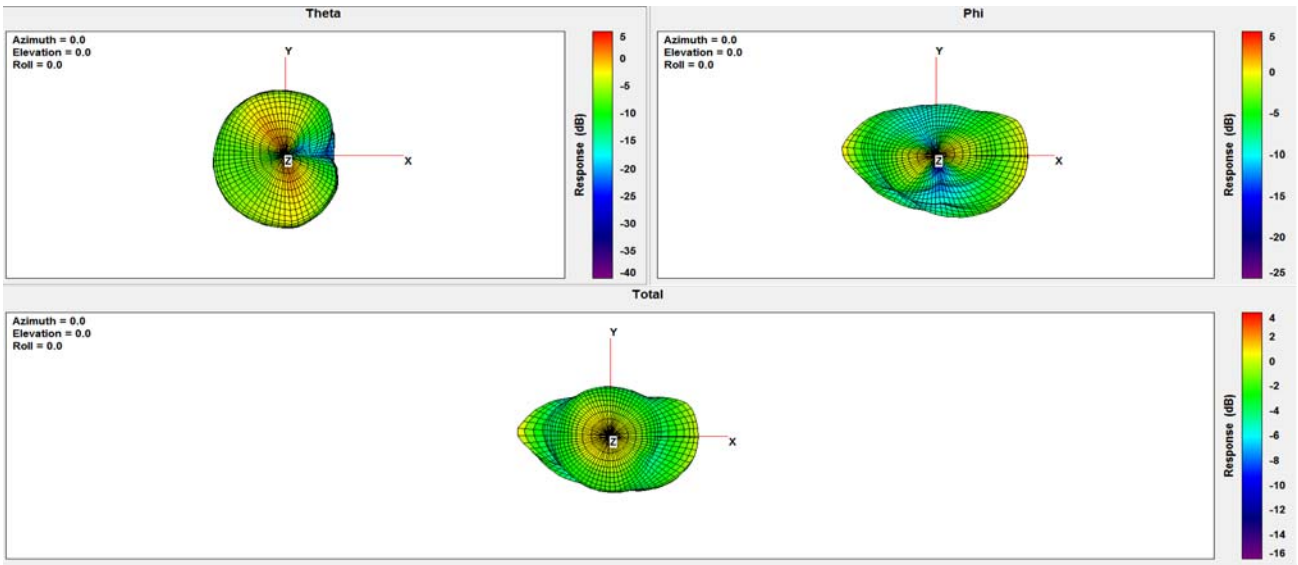 Theta
Azimuth = 0.0
Elevation = 0.0
Roll = 0.0
Y
X
Z
Response (dB)
5
0
-5
-10
-15
-20
-25
-30
-35
-40
Phi
Azimuth = 0.0
Elevation = 0.0
Roll = 0.0
Y
X
Z
Response (dB)
5
0
-5
-10
-15
-20
-25
Total
Azimuth = 0.0
Elevation = 0.0
Roll = 0.0
Y
X
Z
Response (dB)
4
2
0
-2
-4
-6
-8
-10
-12
-14
-16